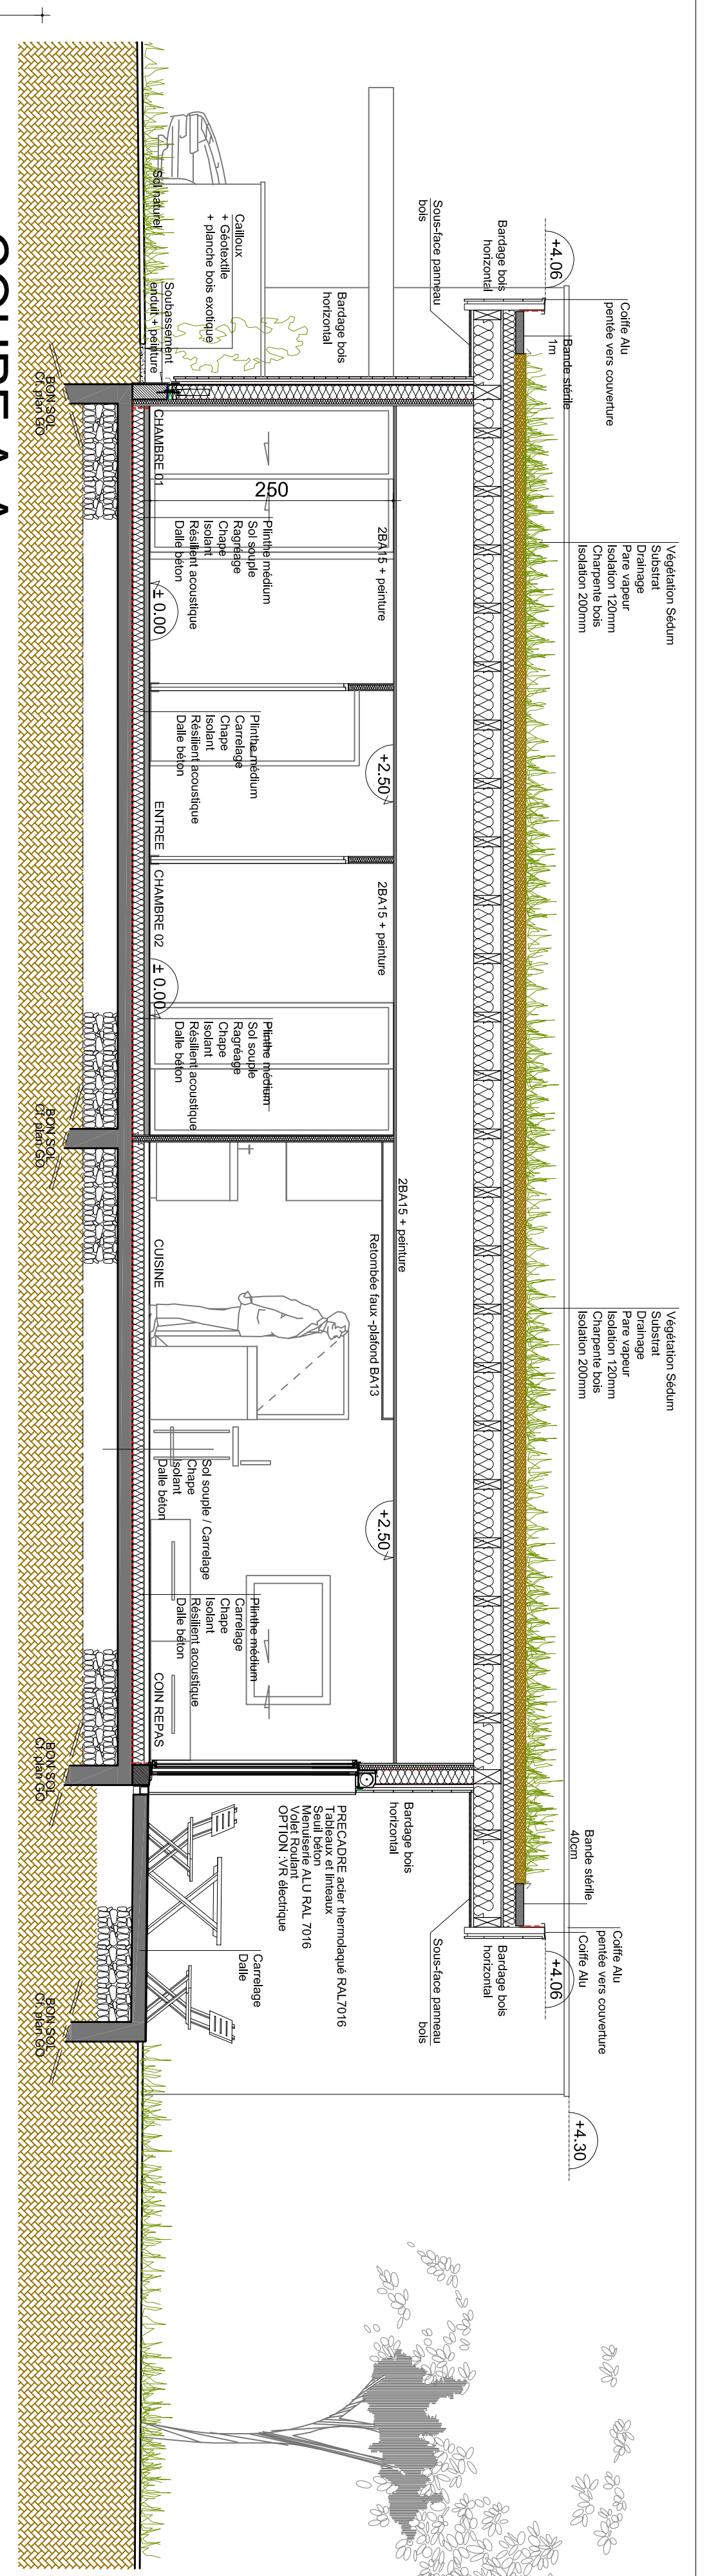 +4.06
Coiffe Alu
pentée vers couverture
Bande stérile
1m
Bardage bois
horizontal
Sous-face panneau
bois
Bardage bois
horizontal
Cailloux
+ Géotextile
+ planche bois exotique
Sol naturel
Soubassement
enduit + peinture
BON SOL
Cf. plan GO
Végétation Sédum
Substrat
Drainage
Pare vapeur
Isolation 120mm
Charpente bois
Isolation 200mm
2BA15 + peinture
250
CHAMBRE 01
Plinthe médium
Sol souple
Ragréage
Chape
Isolant
Résilient acoustique
Dalle béton
± 0.00
+2.50
Plinthe médium
Carrelage
Chape
Isolant
Résilient acoustique
Dalle béton
ENTREE
2BA15 + peinture
CHAMBRE 02
± 0.00
Plinthe médium
Sol souple
Ragréage
Chape
Isolant
Résilient acoustique
Dalle béton
BON SOL
Cf. plan GO
Végétation Sédum
Substrat
Drainage
Pare vapeur
Isolation 120mm
Charpente bois
Isolation 200mm
2BA15 + peinture
Retombée faux -plafond BA13
CUISINE
+2.50
Sol souple / Carrelage
Chape
Isolant
Dalle béton
Plinthe médium
Carrelage
Chape
Isolant
Résilient acoustique
Dalle béton
COIN REPAS
BON SOL
Cf. plan GO
Bande stérile
40cm
Coiffe Alu
pentée vers couverture
Coiffe Alu
+4.06
Bardage bois
horizontal
Sous-face panneau
bois
Bardage bois
horizontal
PRECADRE acier thermolaqué RAL7016
Tableaux et linteaux
Seuil béton
Menuiserie ALU RAL 7016
Volet Roulant
OPTION :VR électrique
Carrelage
Dalle
BON SOL
Cf. plan GO
+4.30